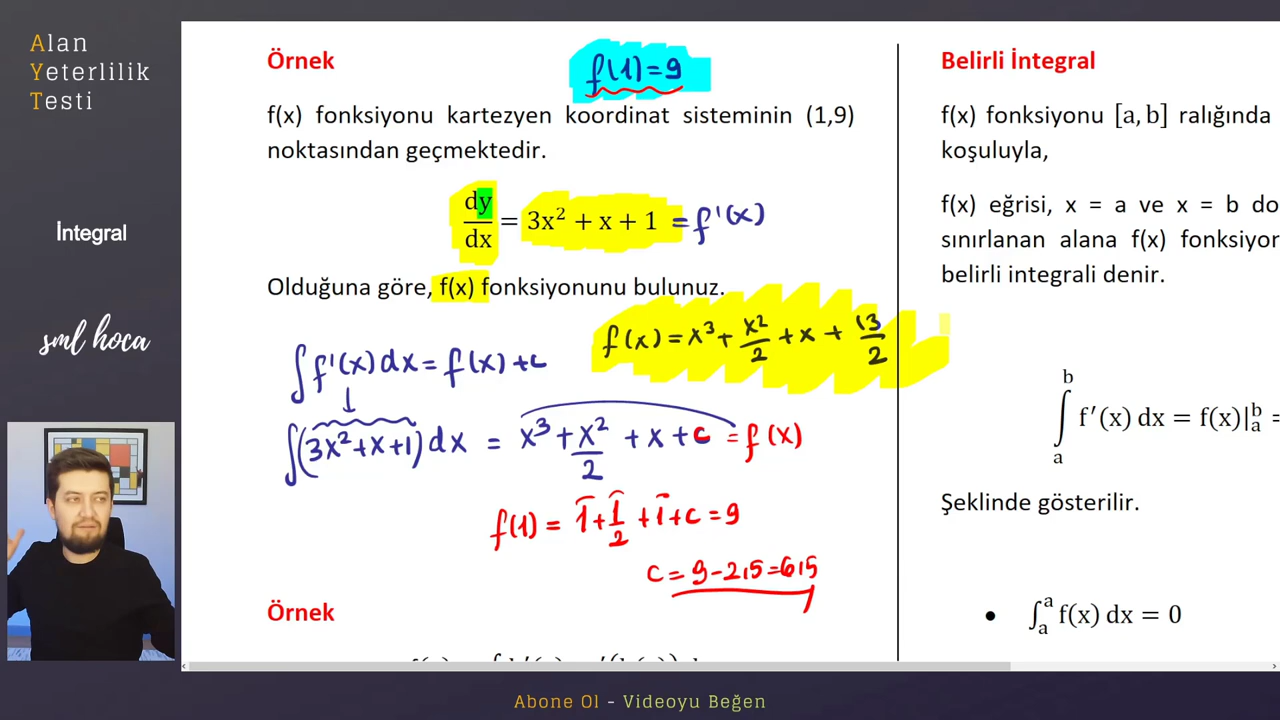 Alan
Yeterlilik
Testi
İntegral
sml hoca
Örnek
f(1)=9
f(x) fonksiyonu kartezyen koordinat sisteminin (1,9)
noktasından geçmektedir.
dy/dx = 3x² + x + 1 = f'(x)
Olduğuna göre, f(x) fonksiyonunu bulunuz.
f(x) = x³ + x²/2 + x + 13/2
∫f'(x)dx = f(x)+c
∫(3x²+x+1)dx = x³ + x²/2 + x + c = f(x)
f(1) = 1 + 1/2 + 1 + c = 9
c = 9 - 2,5 = 6,5
Örnek
Belirli İntegral
f(x) fonksiyonu [a, b] ralığında
koşuluyla,
f(x) eğrisi, x = a ve x = b do
sınırlanan alana f(x) fonksiyor
belirli integrali denir.
∫ₐᵇ f′(x) dx = f(x)|ₐᵇ =
Şeklinde gösterilir.
• ∫ₐᵃ f(x) dx = 0
Abone Ol - Videoyu Beğen